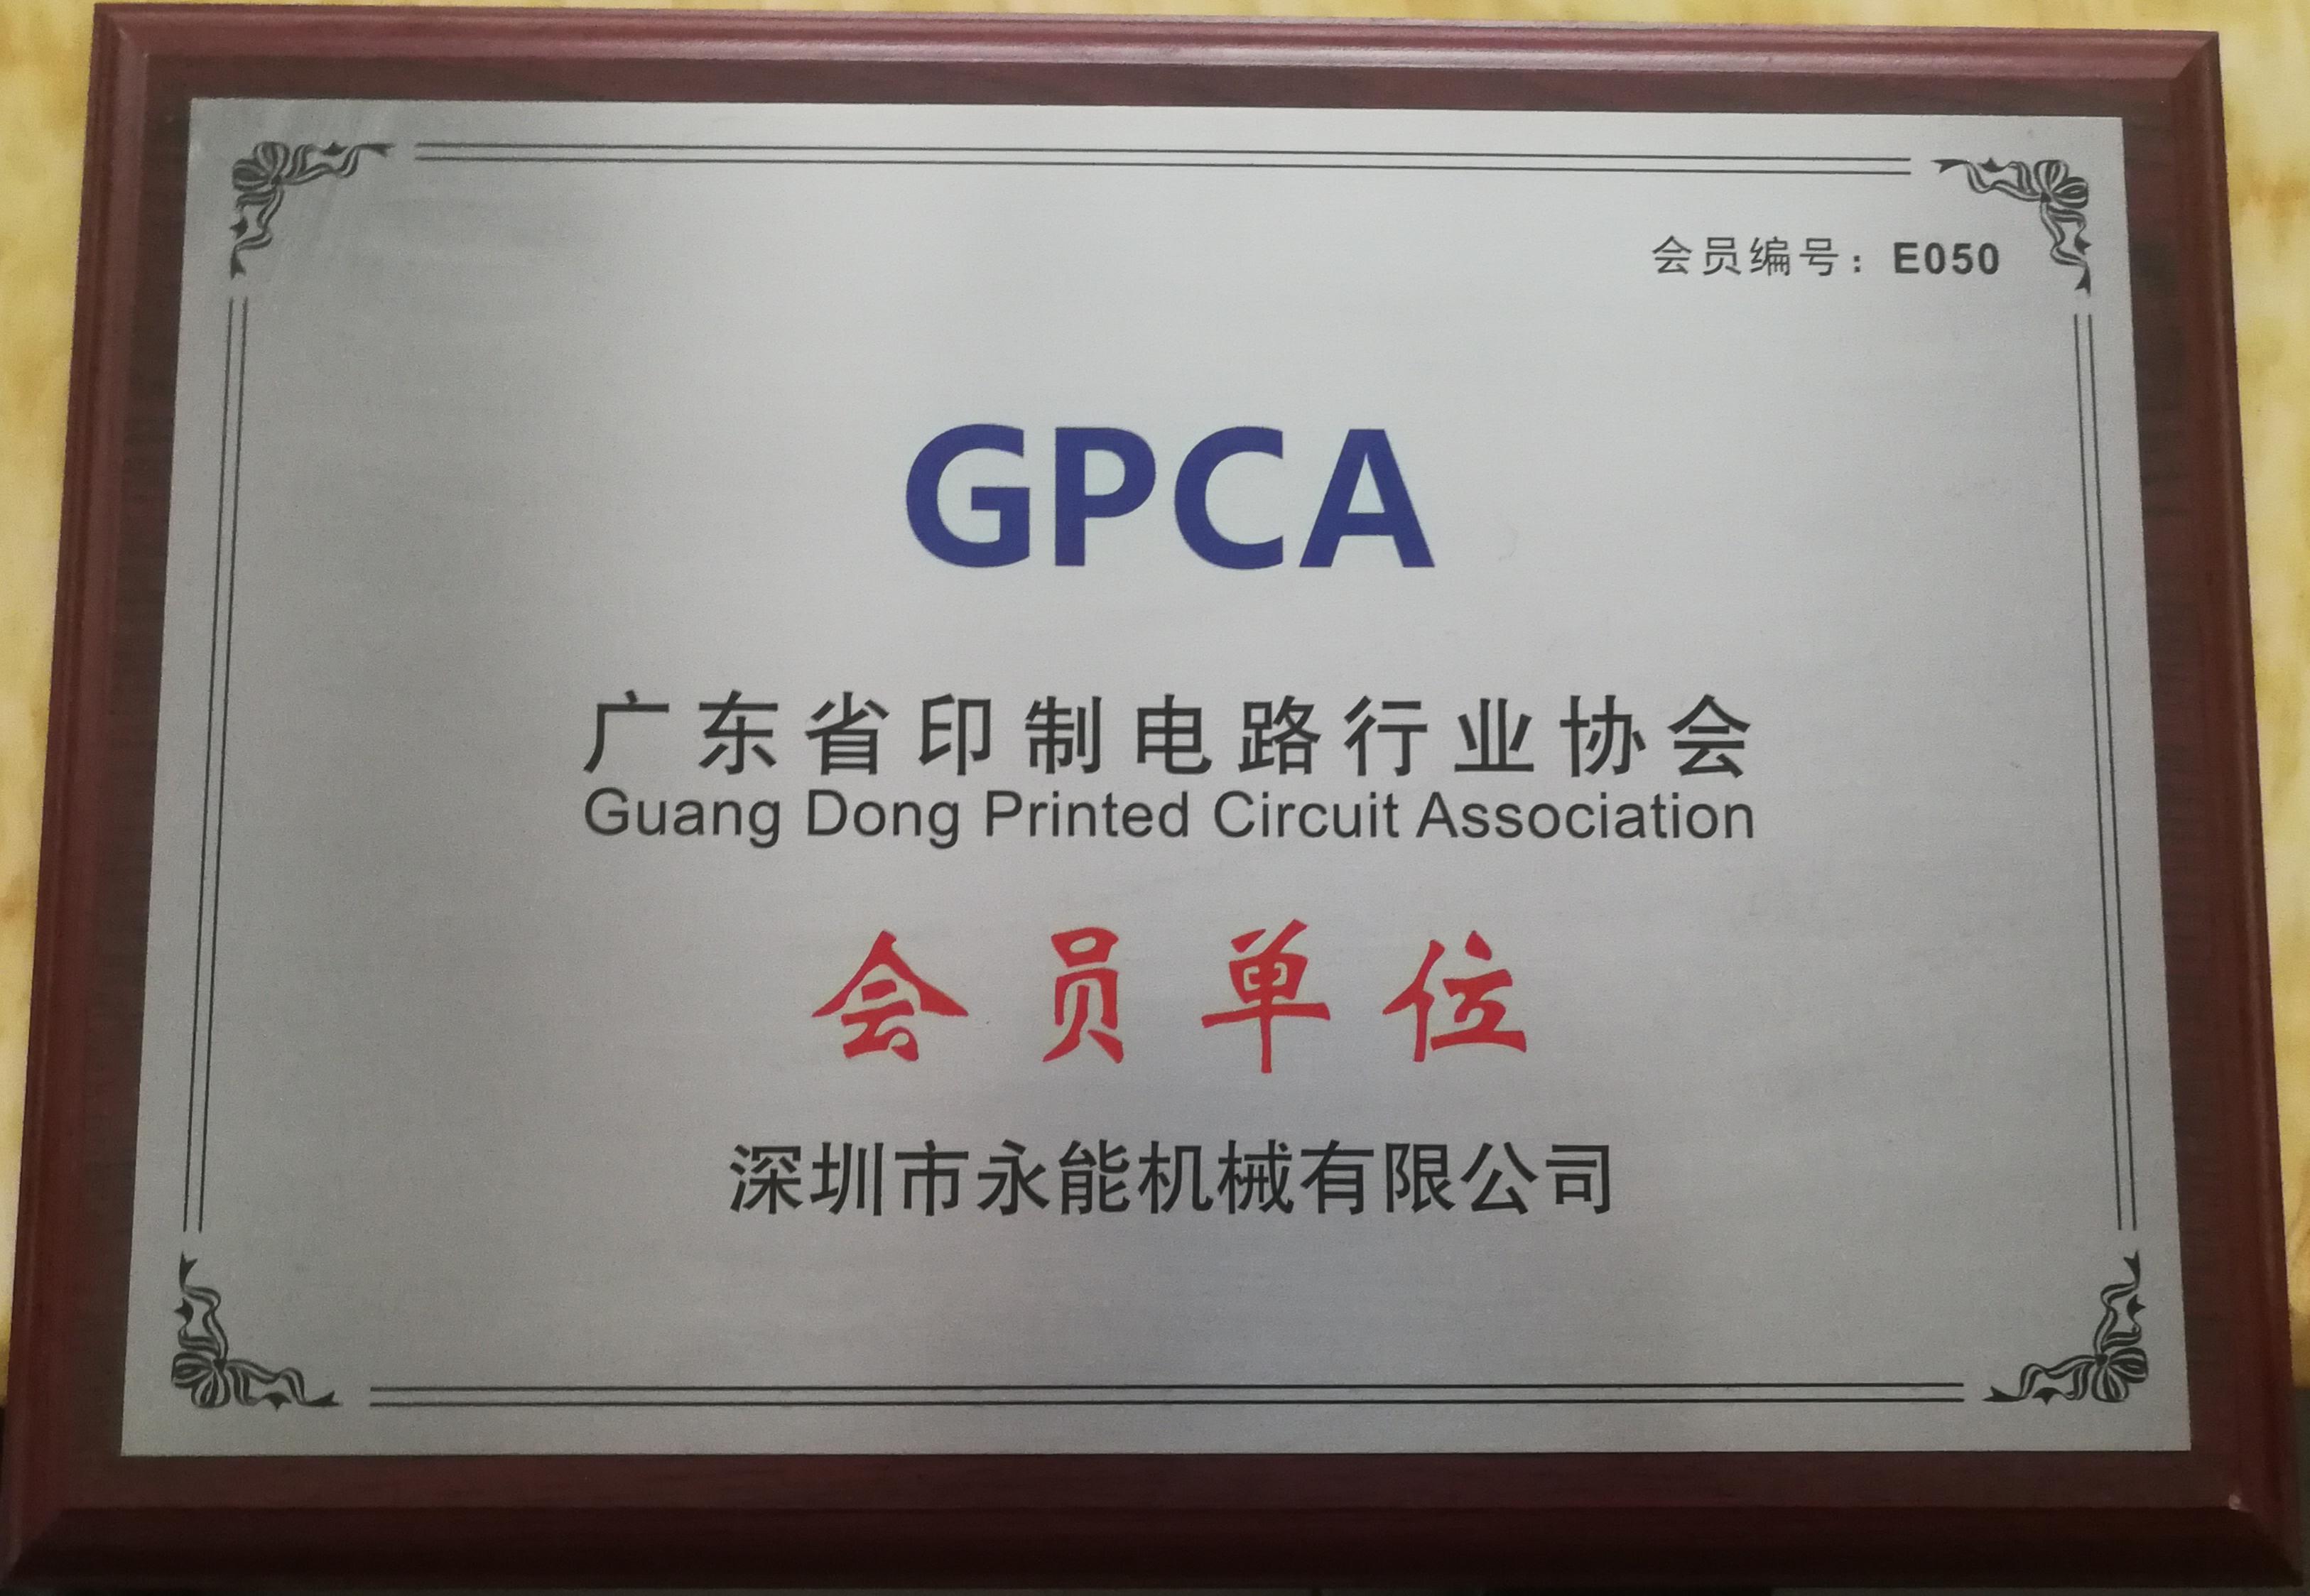 会员编号：E050
GPCA
广东省印制电路行业协会
Guang Dong Printed Circuit Association
会员单位
深圳市永能机械有限公司